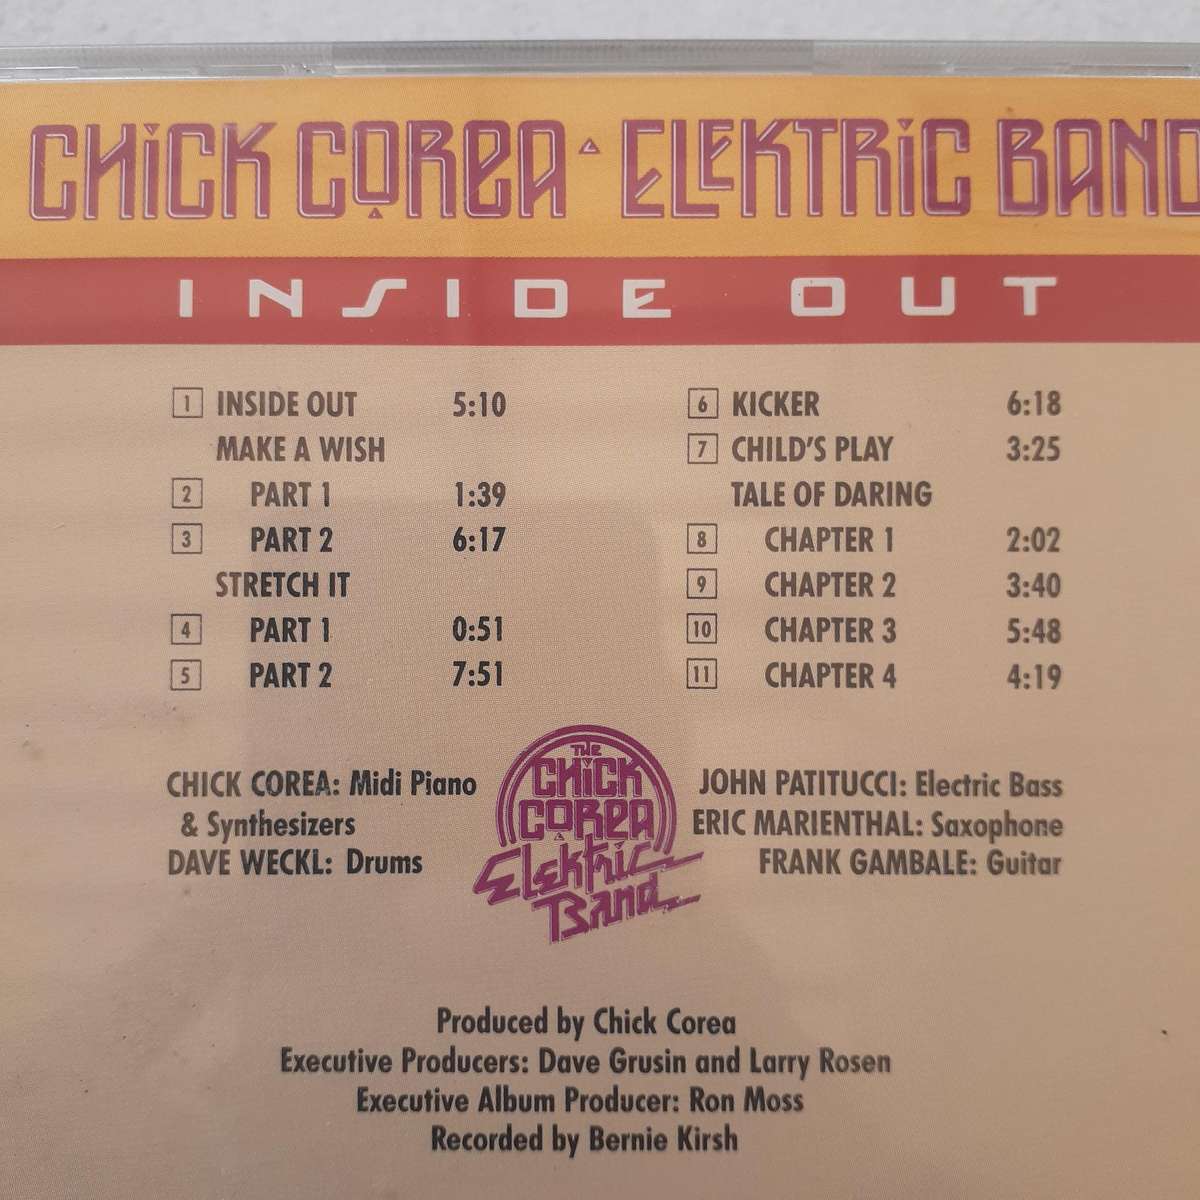 CHICK COREA ELEKTRIC BAND
INSIDE OUT
1 INSIDE OUT 5:10
MAKE A WISH
2 PART 1 1:39
3 PART 2 6:17
STRETCH IT
4 PART 1 0:51
5 PART 2 7:51
6 KICKER 6:18
7 CHILD'S PLAY 3:25
TALE OF DARING
8 CHAPTER 1 2:02
9 CHAPTER 2 3:40
10 CHAPTER 3 5:48
11 CHAPTER 4 4:19
CHICK COREA: Midi Piano
& Synthesizers
DAVE WECKL: Drums
THE
CHICK
COREA
Elektric
Band
JOHN PATITUCCI: Electric Bass
ERIC MARIENTHAL: Saxophone
FRANK GAMBALE: Guitar
Produced by Chick Corea
Executive Producers: Dave Grusin and Larry Rosen
Executive Album Producer: Ron Moss
Recorded by Bernie Kirsh